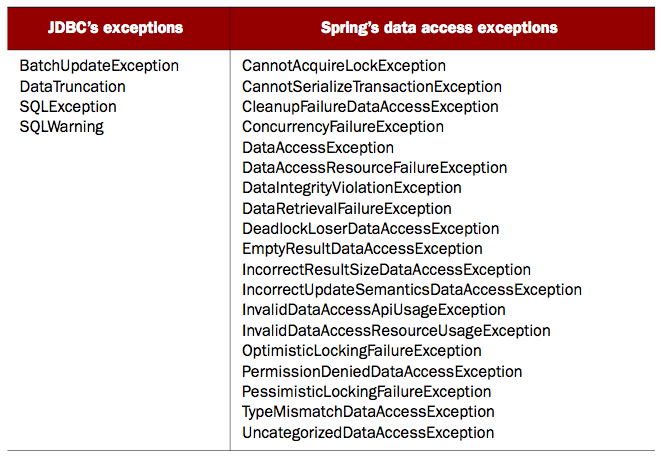 JDBC's exceptions
Spring's data access exceptions
BatchUpdateException
DataTruncation
SQLException
SQLWarning
CannotAcquireLockException
CannotSerializeTransactionException
CleanupFailureDataAccessException
ConcurrencyFailureException
DataAccessException
DataAccessResourceFailureException
DataIntegrityViolationException
DataRetrievalFailureException
DeadlockLoserDataAccessException
EmptyResultDataAccessException
IncorrectResultSizeDataAccessException
IncorrectUpdateSemanticsDataAccessException
InvalidDataAccessApiUsageException
InvalidDataAccessResourceUsageException
OptimisticLockingFailureException
PermissionDeniedDataAccessException
PessimisticLockingFailureException
TypeMismatchDataAccessException
UncategorizedDataAccessException